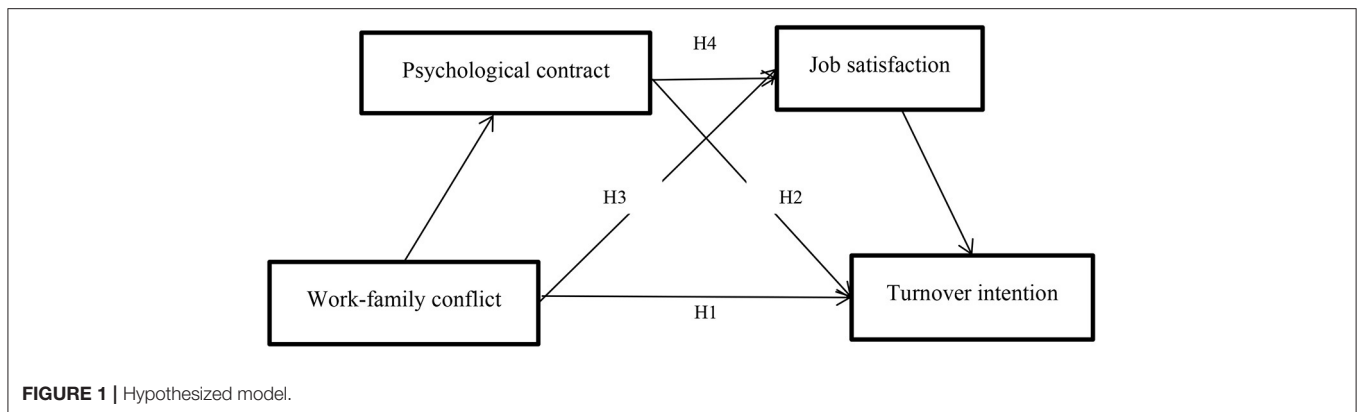 H4
Psychological contract
Job satisfaction
H3
H2
Work-family conflict
Turnover intention
H1
FIGURE 1 | Hypothesized model.